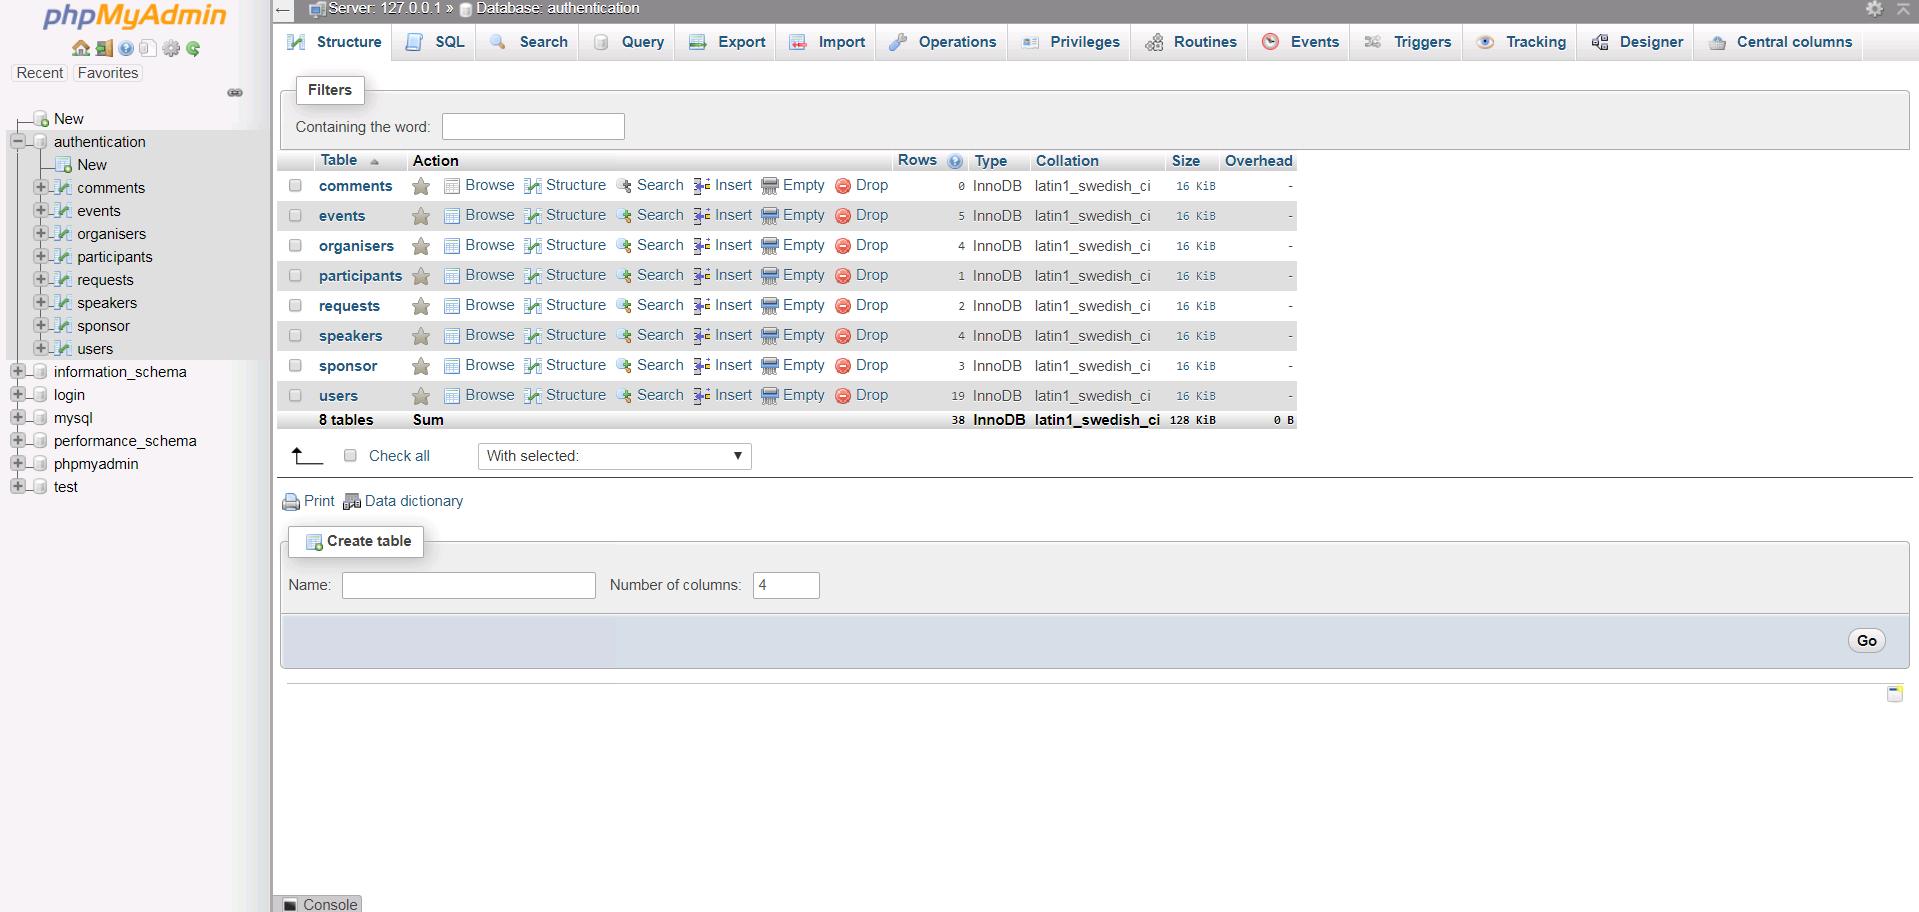 phpMyAdmin
Recent Favorites
New
authentication
New
comments
events
organisers
participants
requests
speakers
sponsor
users
information_schema
login
mysql
performance_schema
phpmyadmin
test
Server: 127.0.0.1 » Database: authentication
Structure SQL Search Query Export Import Operations Privileges Routines Events Triggers Tracking Designer Central columns
Filters
Containing the word:
Table Action Rows Type Collation Size Overhead
comments Browse Structure Search Insert Empty Drop 0 InnoDB latin1_swedish_ci 16 KiB -
events Browse Structure Search Insert Empty Drop 5 InnoDB latin1_swedish_ci 16 KiB -
organisers Browse Structure Search Insert Empty Drop 4 InnoDB latin1_swedish_ci 16 KiB -
participants Browse Structure Search Insert Empty Drop 1 InnoDB latin1_swedish_ci 16 KiB -
requests Browse Structure Search Insert Empty Drop 2 InnoDB latin1_swedish_ci 16 KiB -
speakers Browse Structure Search Insert Empty Drop 4 InnoDB latin1_swedish_ci 16 KiB -
sponsor Browse Structure Search Insert Empty Drop 3 InnoDB latin1_swedish_ci 16 KiB -
users Browse Structure Search Insert Empty Drop 19 InnoDB latin1_swedish_ci 16 KiB -
8 tables Sum 38 InnoDB latin1_swedish_ci 128 KiB 0 B
Check all With selected:
Print Data dictionary
Create table
Name: Number of columns: 4
Go
Console